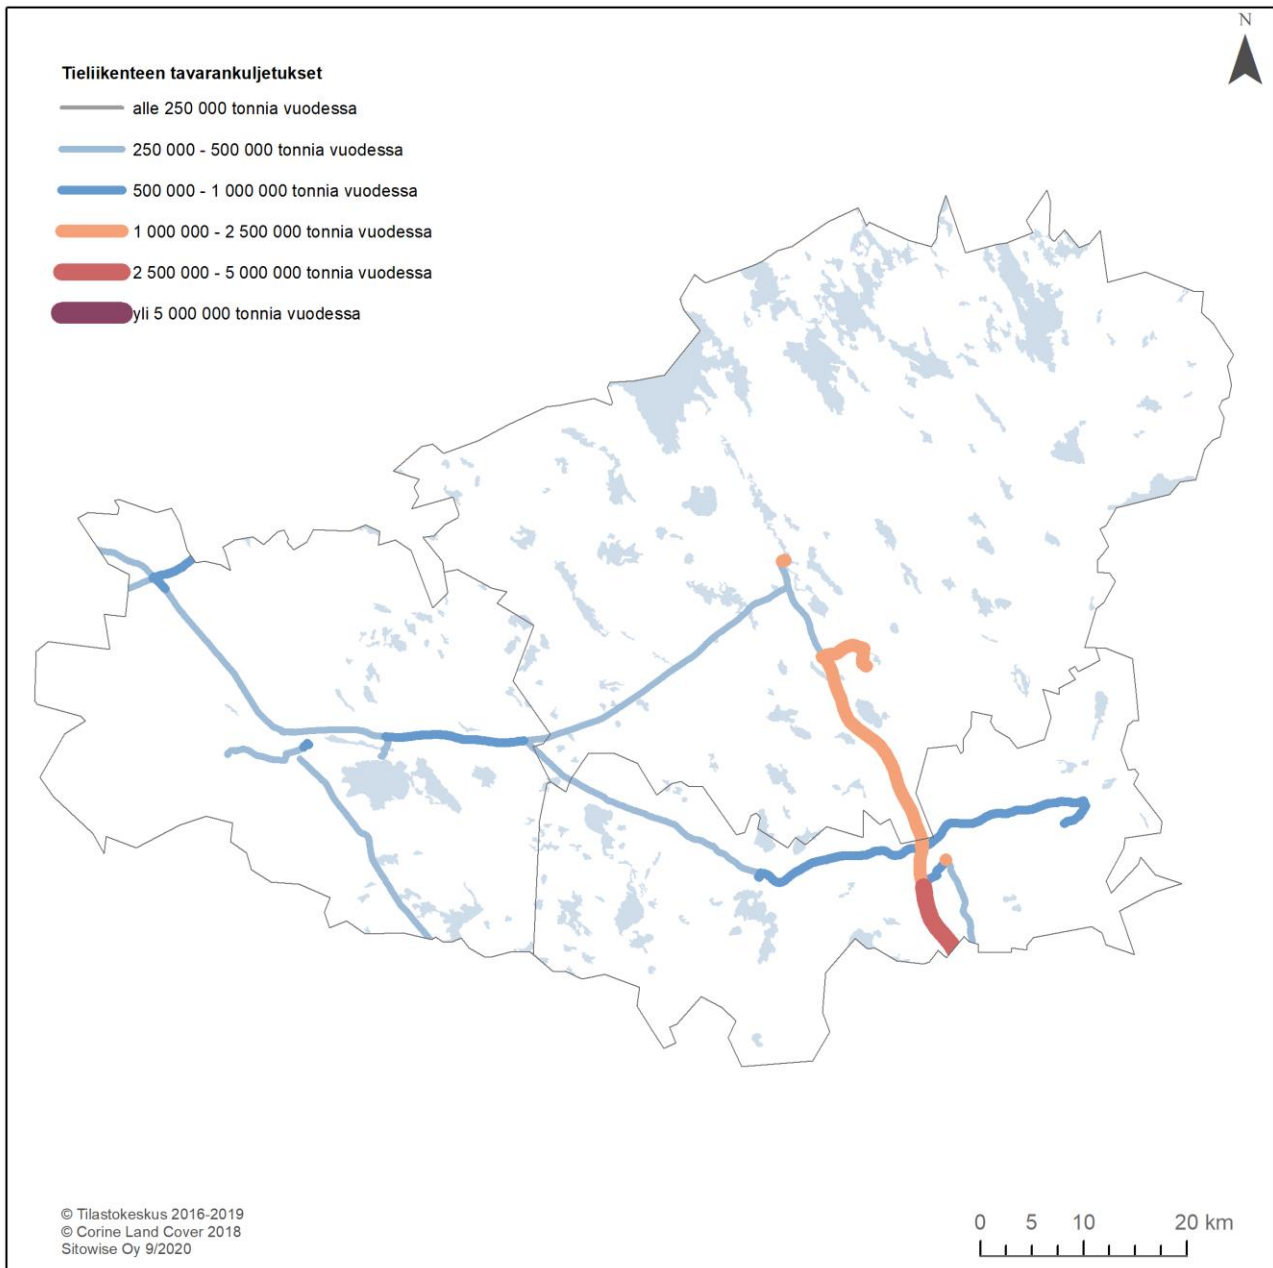 N
Tieliikenteen tavarankuljetukset
alle 250 000 tonnia vuodessa
250 000 - 500 000 tonnia vuodessa
500 000 - 1 000 000 tonnia vuodessa
1 000 000 - 2 500 000 tonnia vuodessa
2 500 000 - 5 000 000 tonnia vuodessa
yli 5 000 000 tonnia vuodessa
© Tilastokeskus 2016-2019
© Corine Land Cover 2018
Sitowise Oy 9/2020
0 5 10 20 km